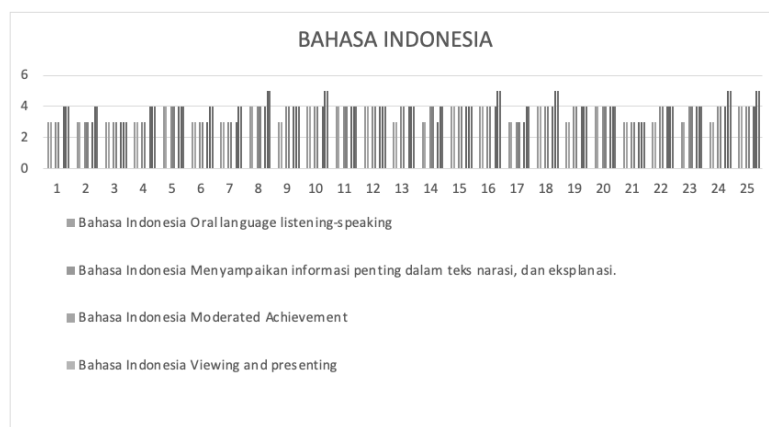 BAHASA INDONESIA
6
4
2
0
1 2 3 4 5 6 7 8 9 10 11 12 13 14 15 16 17 18 19 20 21 22 23 24 25
Bahasa Indonesia Oral language listening-speaking
Bahasa Indonesia Menyampaikan informasi penting dalam teks narasi, dan eksplanasi.
Bahasa Indonesia Moderated Achievement
Bahasa Indonesia Viewing and presenting